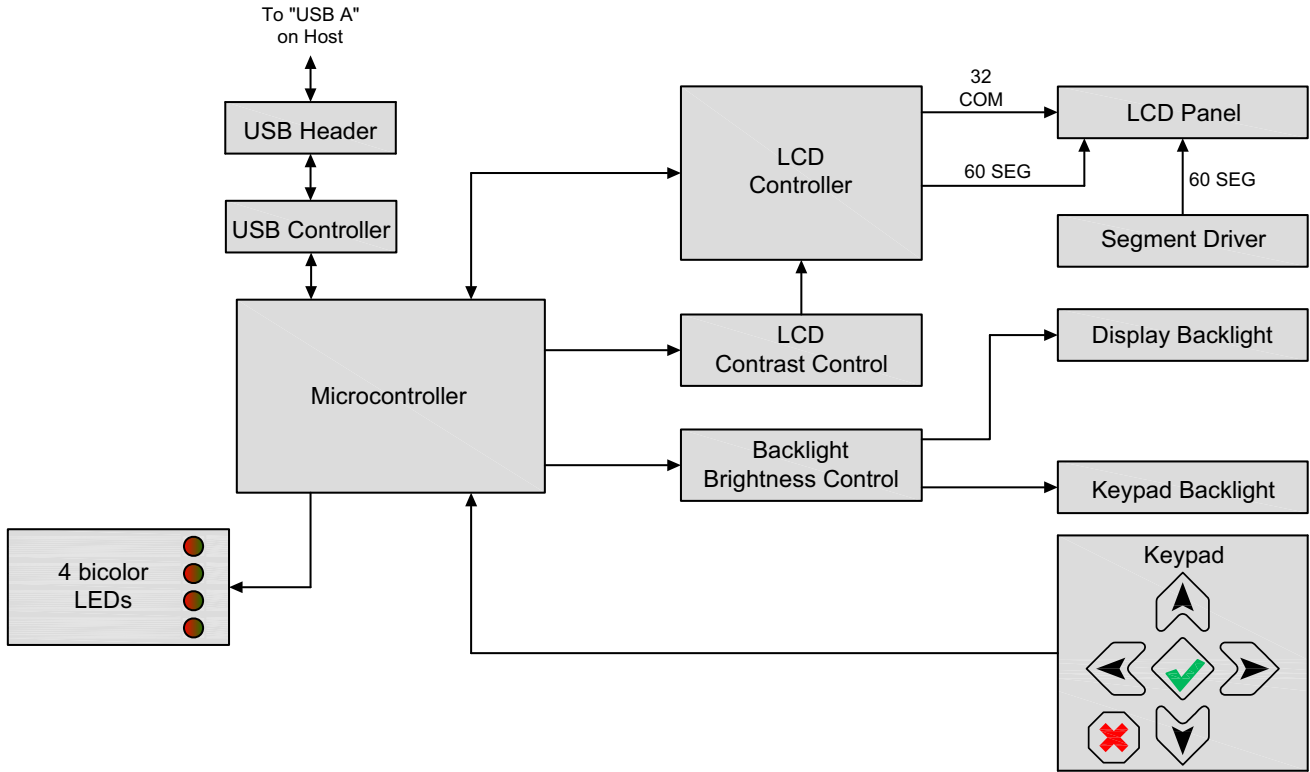 To "USB A"
on Host
USB Header
USB Controller
Microcontroller
4 bicolor
LEDs
LCD
Controller
32
COM
60 SEG
LCD Panel
60 SEG
Segment Driver
LCD
Contrast Control
Display Backlight
Backlight
Brightness Control
Keypad Backlight
Keypad